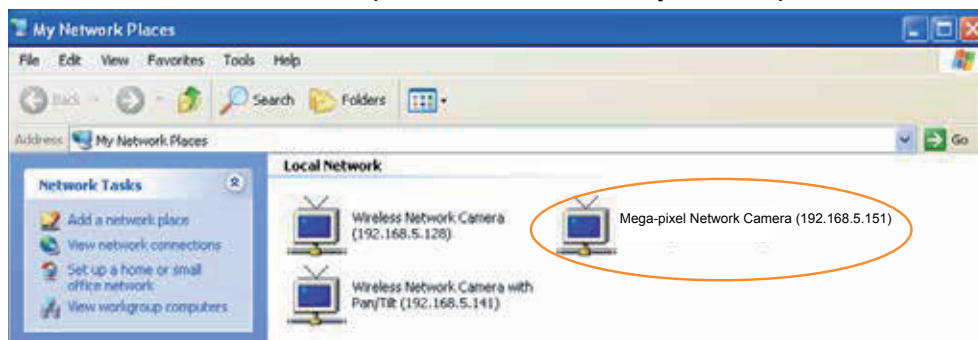 My Network Places
File Edit View Favorites Tools Help
Back Search Folders
Address My Network Places Go
Local Network
Network Tasks
Add a network place
View network connections
Set up a home or small
office network
View workgroup computers
Wireless Network Camera
(192.168.5.128)
Mega-pixel Network Camera (192.168.5.151)
Wireless Network Camera with
Pan/Tilt (192.168.5.141)